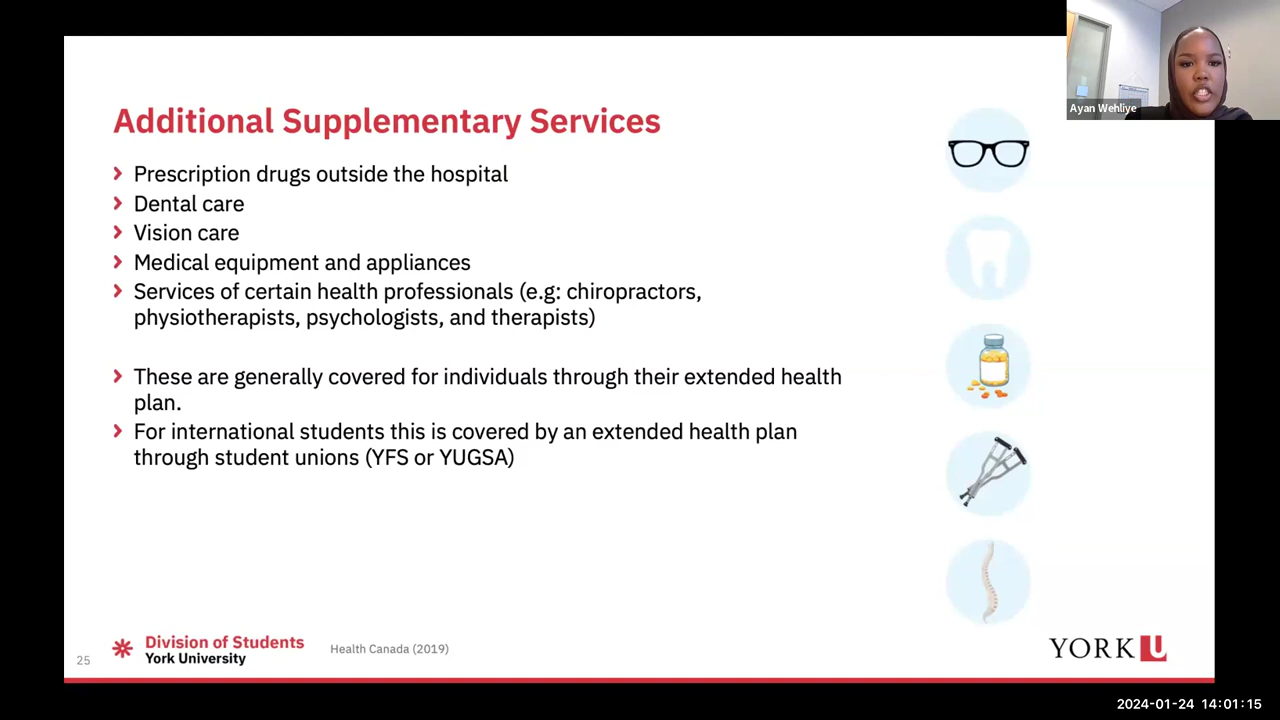 Additional Supplementary Services
Prescription drugs outside the hospital
Dental care
Vision care
Medical equipment and appliances
Services of certain health professionals (e.g: chiropractors,
physiotherapists, psychologists, and therapists)
These are generally covered for individuals through their extended health
plan.
For international students this is covered by an extended health plan
through student unions (YFS or YUGSA)
25
Division of Students
York University
Health Canada (2019)
YORK U
Ayan Wehliye
2024-01-24 14:01:15